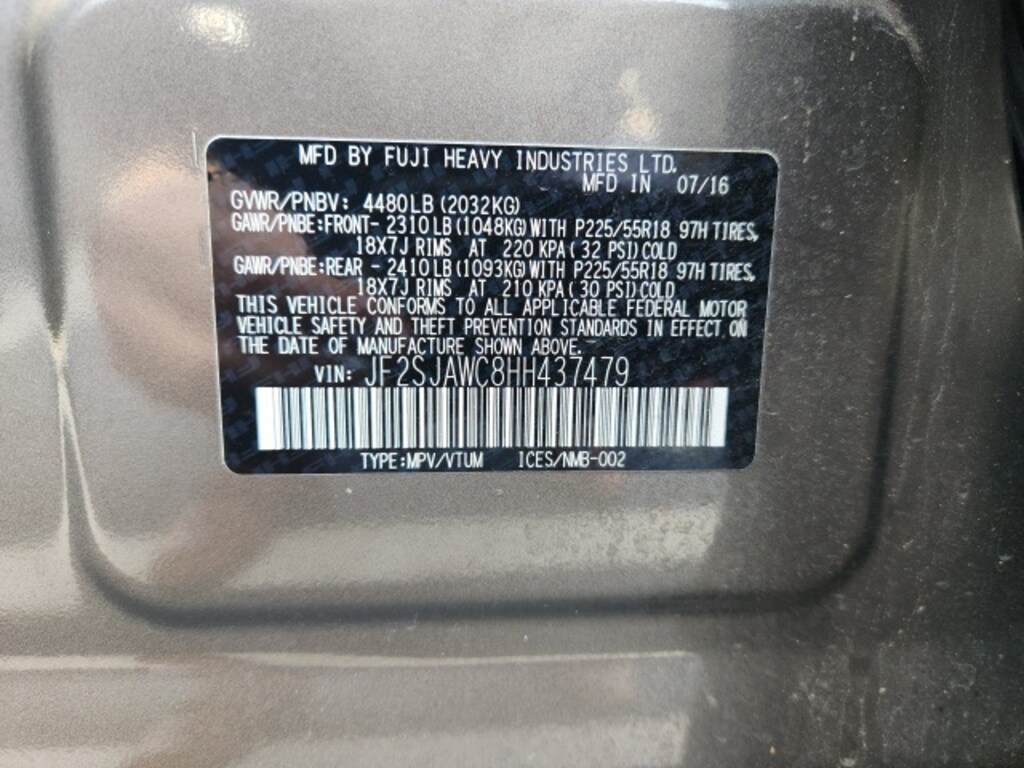 MFD BY FUJI HEAVY INDUSTRIES LTD.
MFD IN 07/16
GVWR/PNBV: 4480LB (2032KG)
GAWR/PNBE:FRONT- 2310LB(1048KG)WITH P225/55R18 97H TIRES,
18X7J RIMS AT 220 KPA( 32 PSI)COLD
GAWR/PNBE:REAR - 2410LB(1093KG)WITH P225/55R18 97H TIRES,
18X7J RIMS AT 210 KPA( 30 PSI)COLD
THIS VEHICLE CONFORMS TO ALL APPLICABLE FEDERAL MOTOR
VEHICLE SAFETY AND THEFT PREVENTION STANDARDS IN EFFECT ON
THE DATE OF MANUFACTURE SHOWN ABOVE.
VIN: JF2SJAWC8HH437479
TYPE:MPV/VTUM ICES/NMB-002